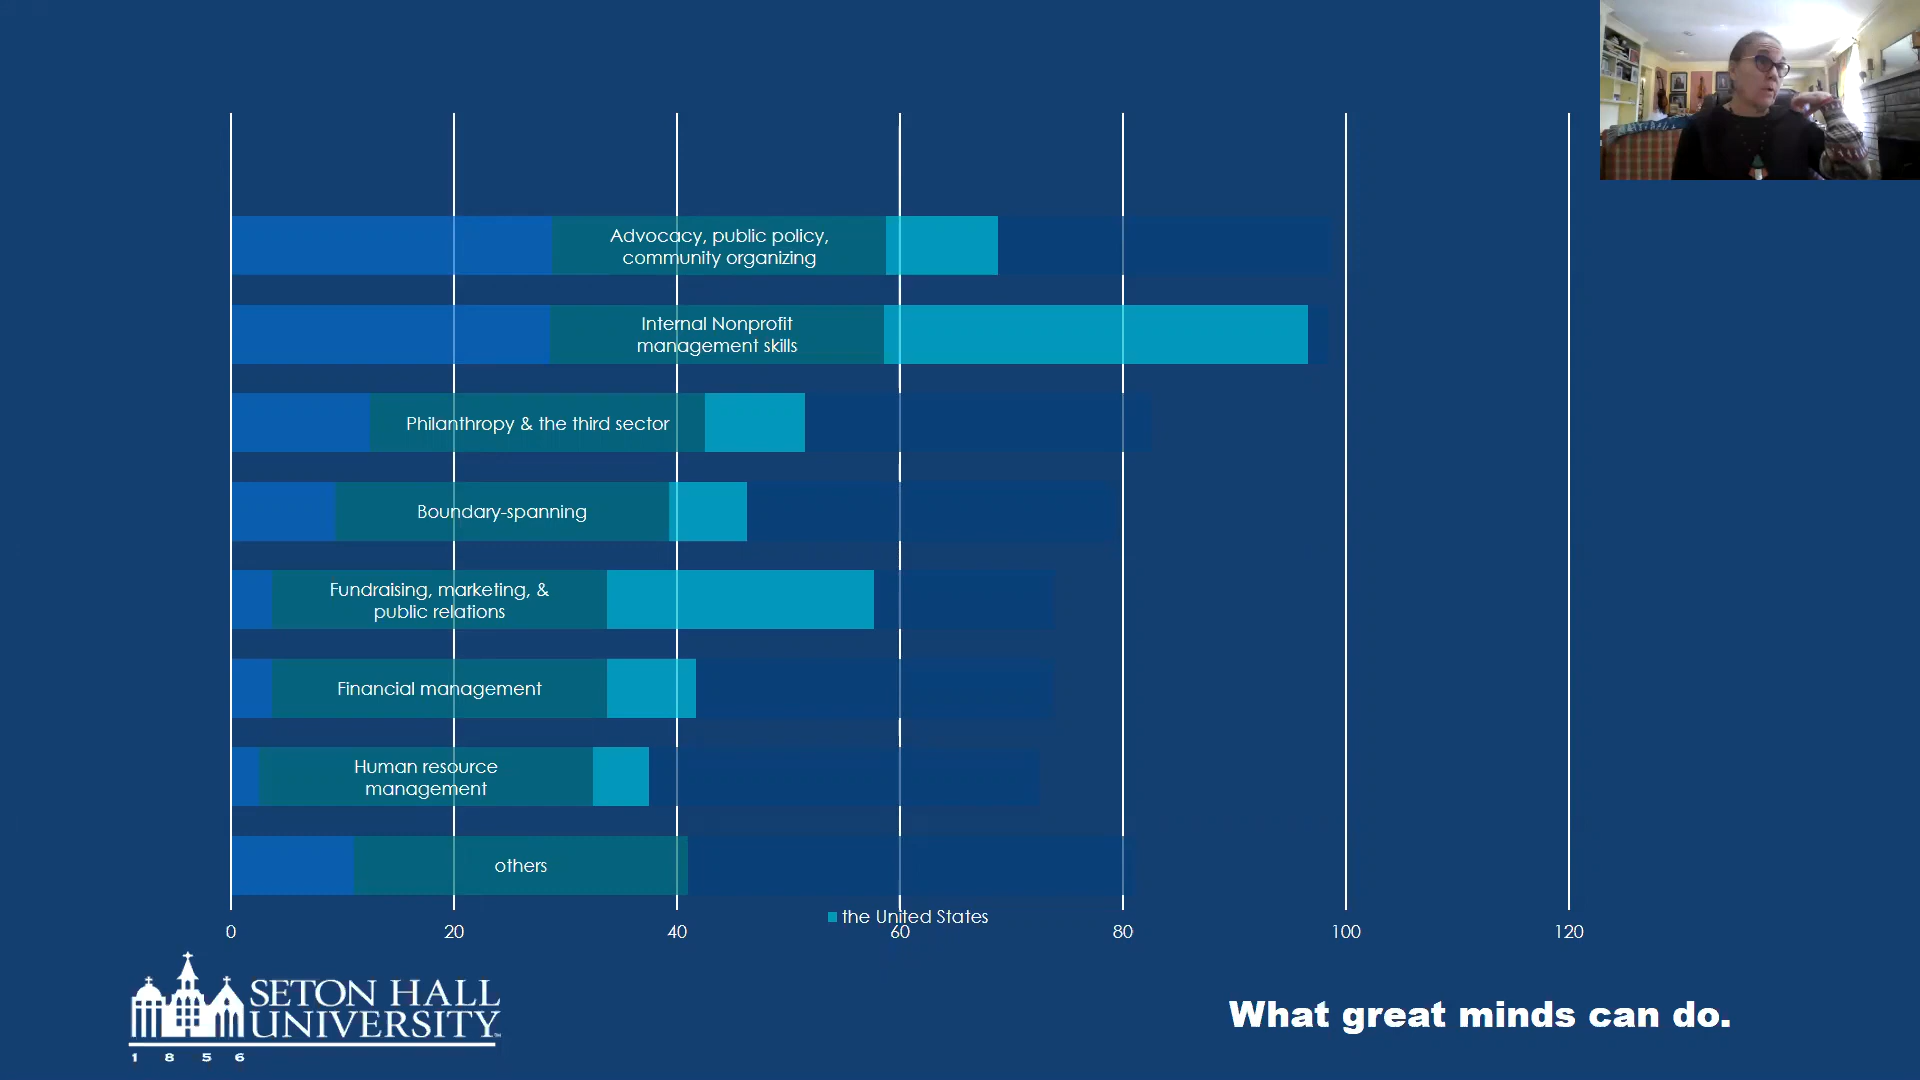 Advocacy, public policy,
community organizing
Internal Nonprofit
management skills
Philanthropy & the third sector
Boundary-spanning
Fundraising, marketing, &
public relations
Financial management
Human resource
management
others
the United States
0 20 40 60 80 100 120
SETON HALL
UNIVERSITY
1 8 5 6
What great minds can do.